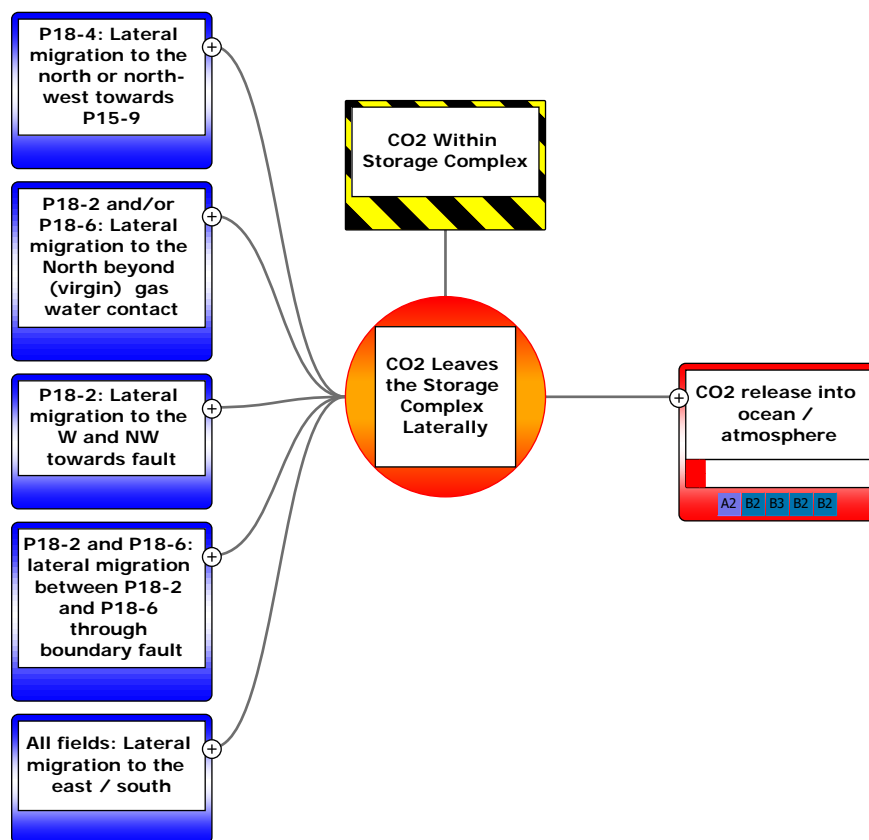 P18-4: Lateral
migration to the
north or north-
west towards
P15-9
P18-2 and/or
P18-6: Lateral
migration to the
North beyond
(virgin) gas
water contact
P18-2: Lateral
migration to the
W and NW
towards fault
P18-2 and P18-6:
lateral migration
between P18-2
and P18-6
through
boundary fault
All fields: Lateral
migration to the
east / south
CO2 Within
Storage Complex
CO2 Leaves
the Storage
Complex
Laterally
CO2 release into
ocean /
atmosphere
A2 B2 B3 B2 B2